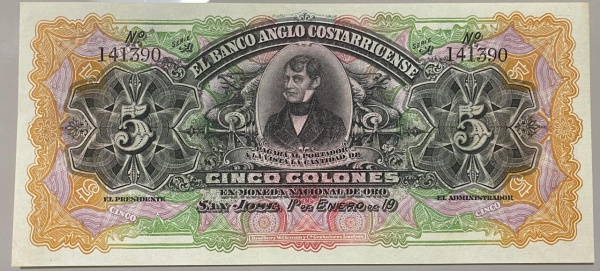 Nº SERIE A 141390
EL BANCO ANGLO COSTARRICENSE
Nº SERIE A 141390
5
5
PAGARÁ AL PORTADOR
A LA VISTA LA CANTIDAD DE
CINCO COLONES
EN MONEDA NACIONAL DE ORO
SAN JOSÉ, 1º DE ENERO DE 19
EL PRESIDENTE
EL ADMINISTRADOR
CINCO
CINCO